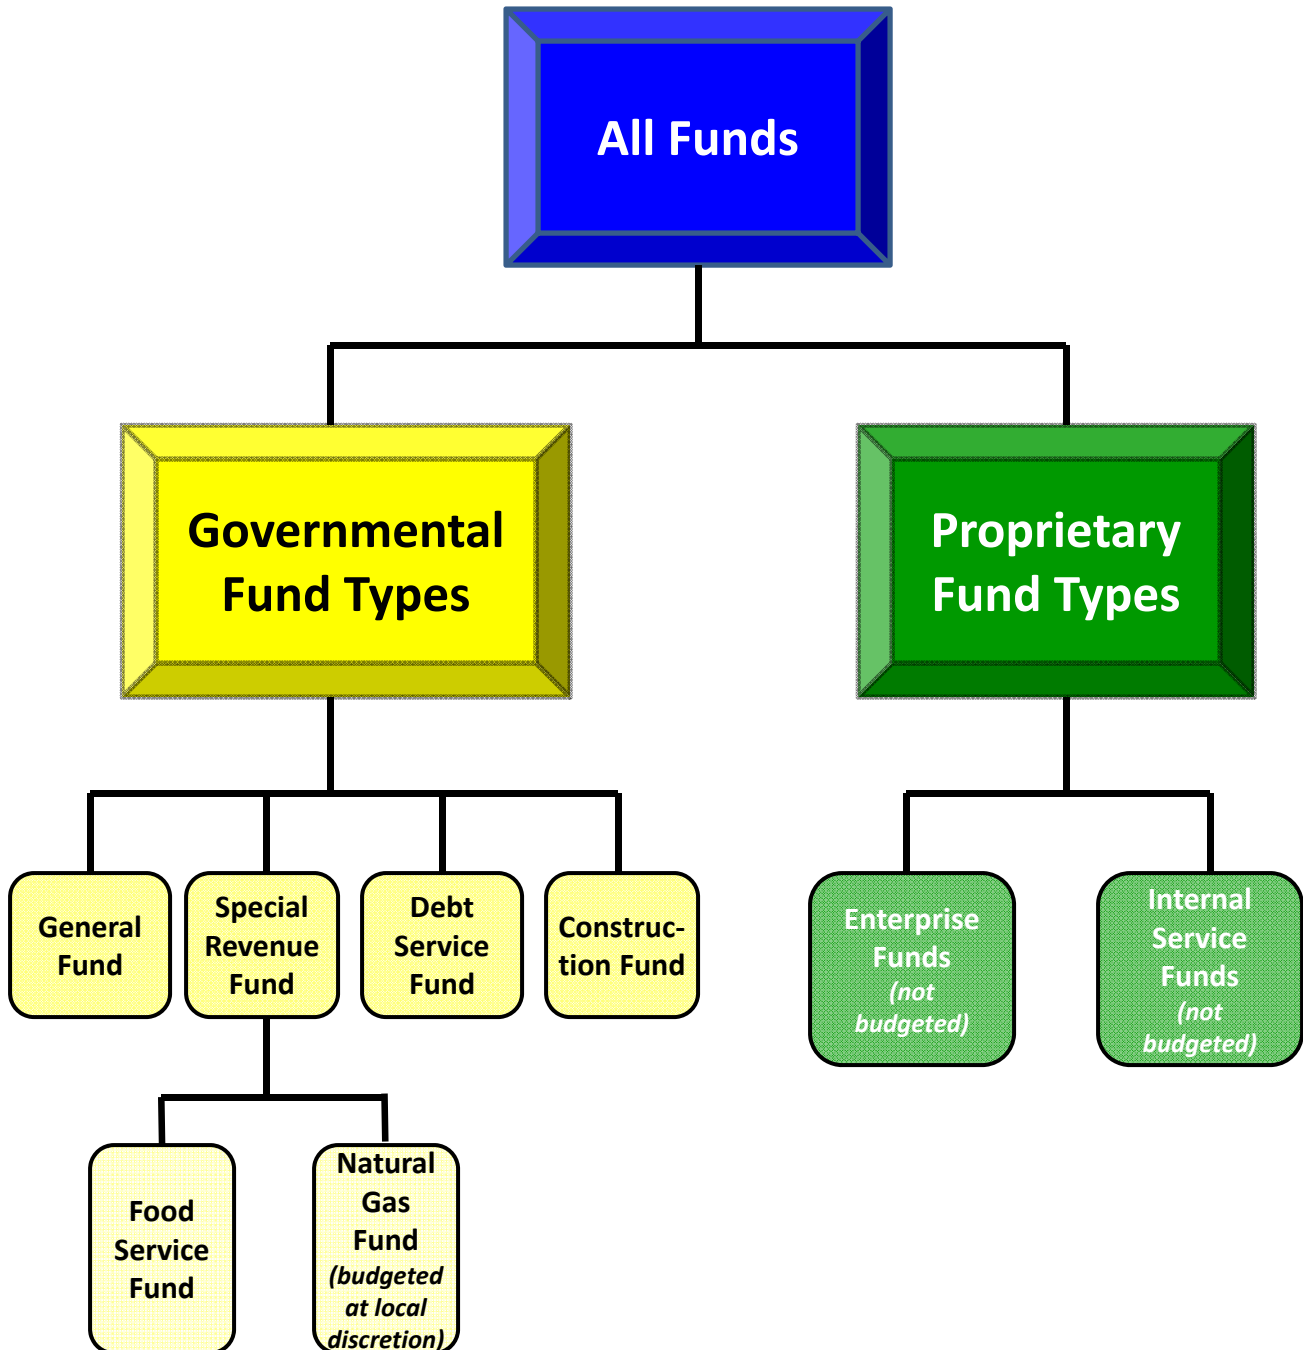 All Funds
Governmental
Fund Types
Proprietary
Fund Types
General
Fund
Special
Revenue
Fund
Debt
Service
Fund
Construc-
tion Fund
Enterprise
Funds
(not
budgeted)
Internal
Service
Funds
(not
budgeted)
Food
Service
Fund
Natural
Gas
Fund
(budgeted
at local
discretion)